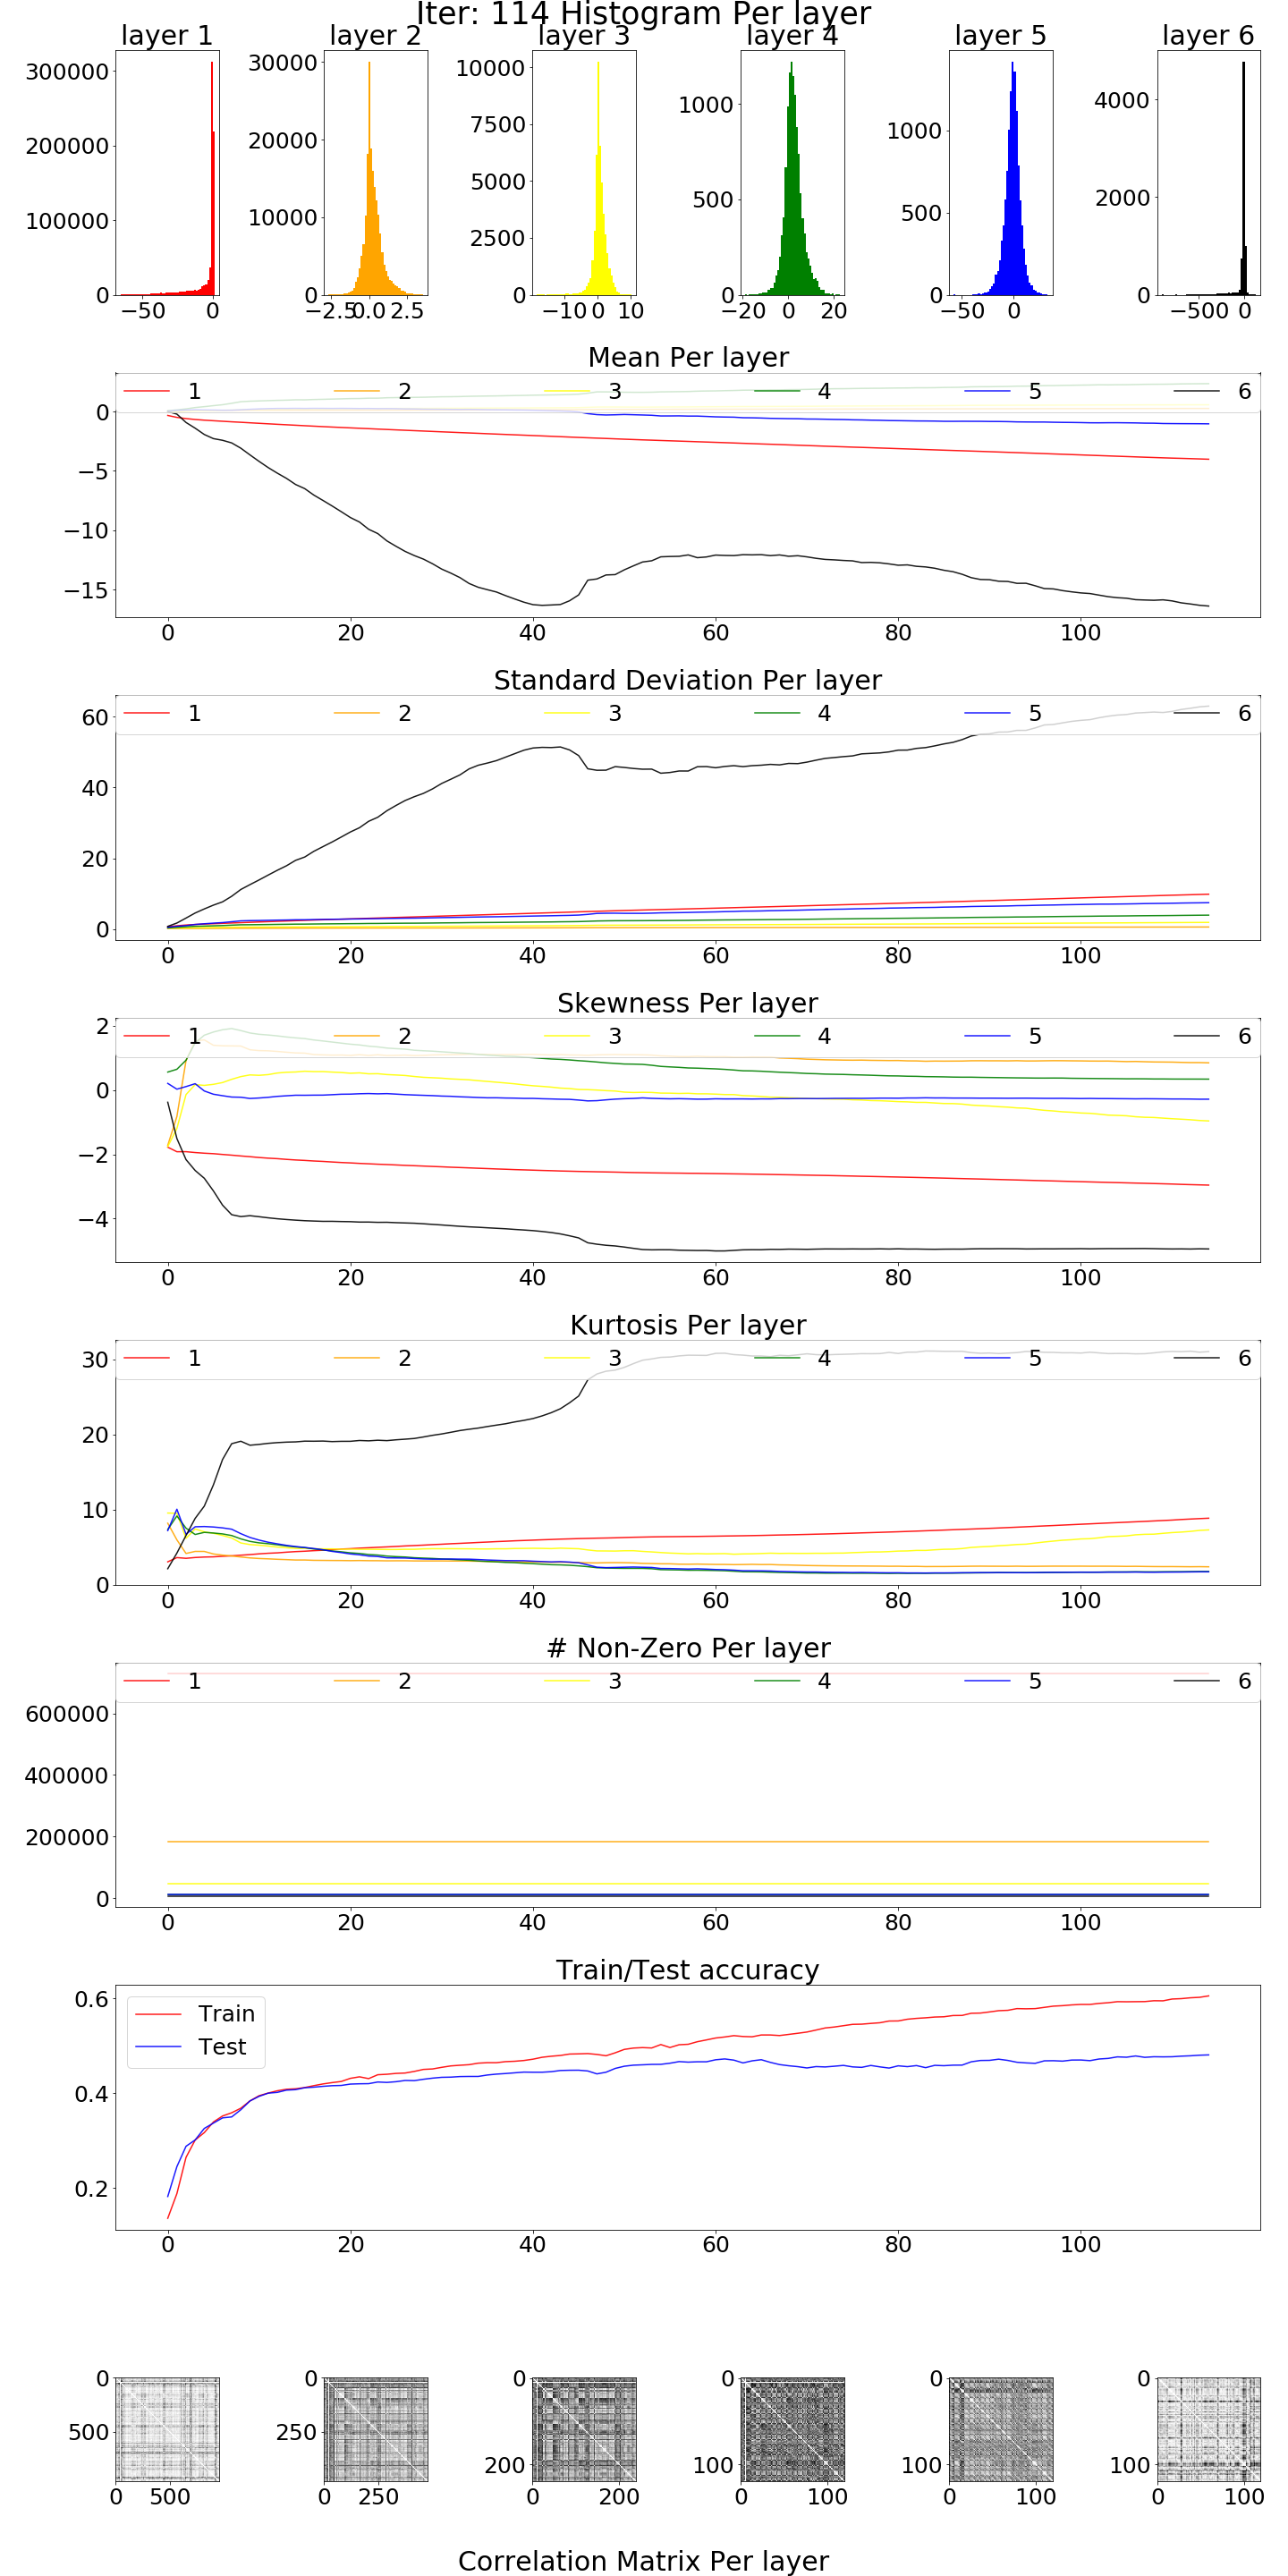 Iter: 114 Histogram Per layer
layer 1 layer 2 layer 3 layer 4 layer 5 layer 6
300000 200000 100000 0 −50 0
30000 20000 10000 0 −2.5 0.0 2.5
10000 7500 5000 2500 0 −10 0 10
1000 500 0 −20 0 20
1000 500 0 −50 0
4000 2000 0 −500 0
Mean Per layer
1 2 3 4 5 6
0
−5
−10
−15
0 20 40 60 80 100
Standard Deviation Per layer
1 2 3 4 5 6
60
40
20
0
0 20 40 60 80 100
Skewness Per layer
1 2 3 4 5 6
2
0
−2
−4
0 20 40 60 80 100
Kurtosis Per layer
1 2 3 4 5 6
30
20
10
0
0 20 40 60 80 100
# Non-Zero Per layer
1 2 3 4 5 6
600000
400000
200000
0
0 20 40 60 80 100
Train/Test accuracy
Train
Test
0.6
0.4
0.2
0 20 40 60 80 100
0 500 0 500
0 250 0 250
0 200 0 200
0 100 0 100
0 100 0 100
0 100 0 100
Correlation Matrix Per layer